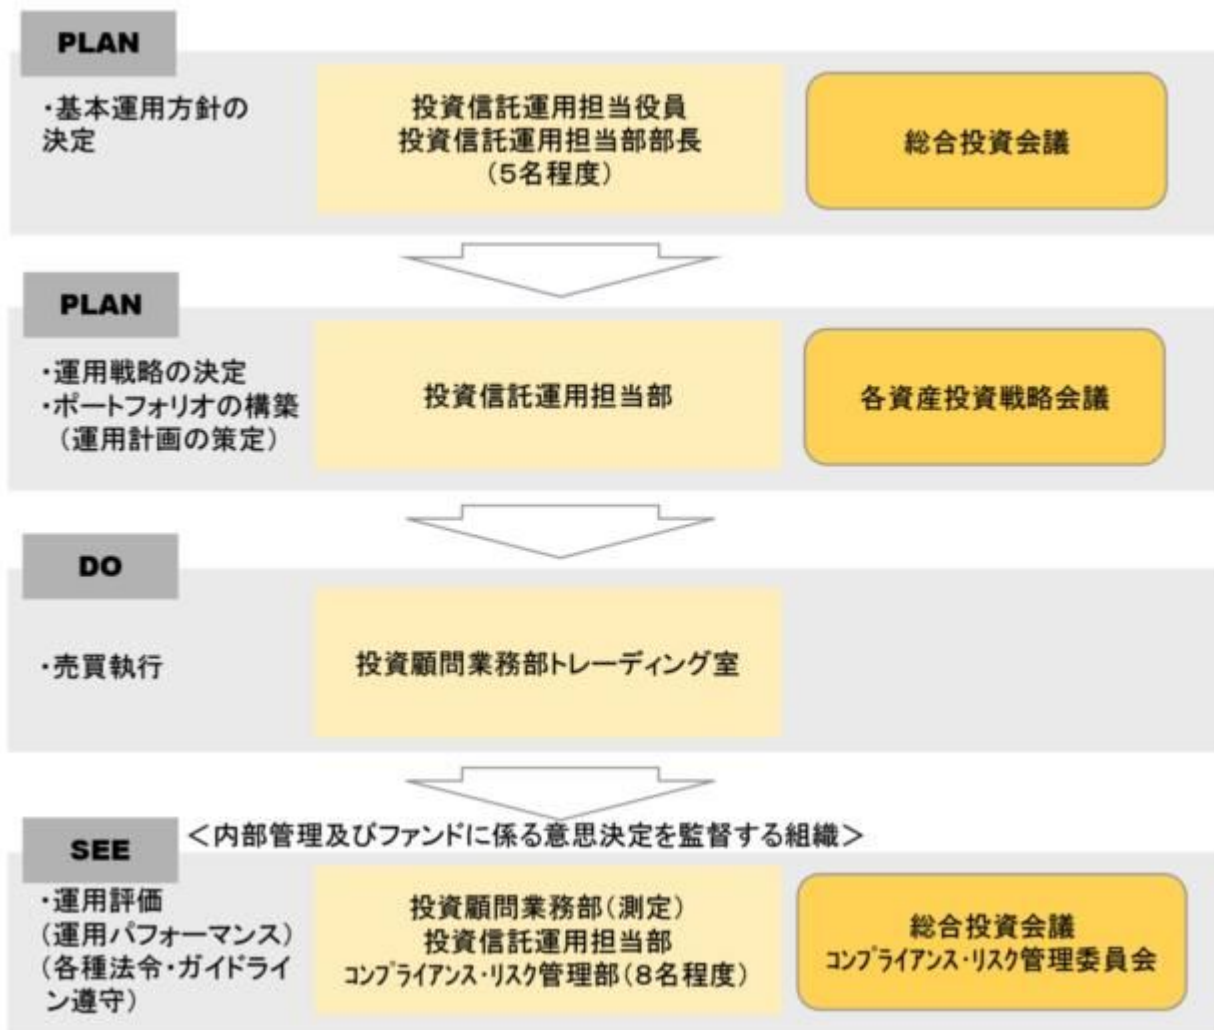 PLAN
・基本運用方針の
決定
投資信託運用担当役員
投資信託運用担当部部長
(5名程度)
総合投資会議
PLAN
・運用戦略の決定
・ポートフォリオの構築
(運用計画の策定)
投資信託運用担当部
各資産投資戦略会議
DO
・売買執行
投資顧問業務部トレーディング室
SEE
<内部管理及びファンドに係る意思決定を監督する組織>
・運用評価
(運用パフォーマンス)
(各種法令・ガイドライ
ン遵守)
投資顧問業務部(測定)
投資信託運用担当部
コンプライアンス・リスク管理部(8名程度)
総合投資会議
コンプライアンス・リスク管理委員会